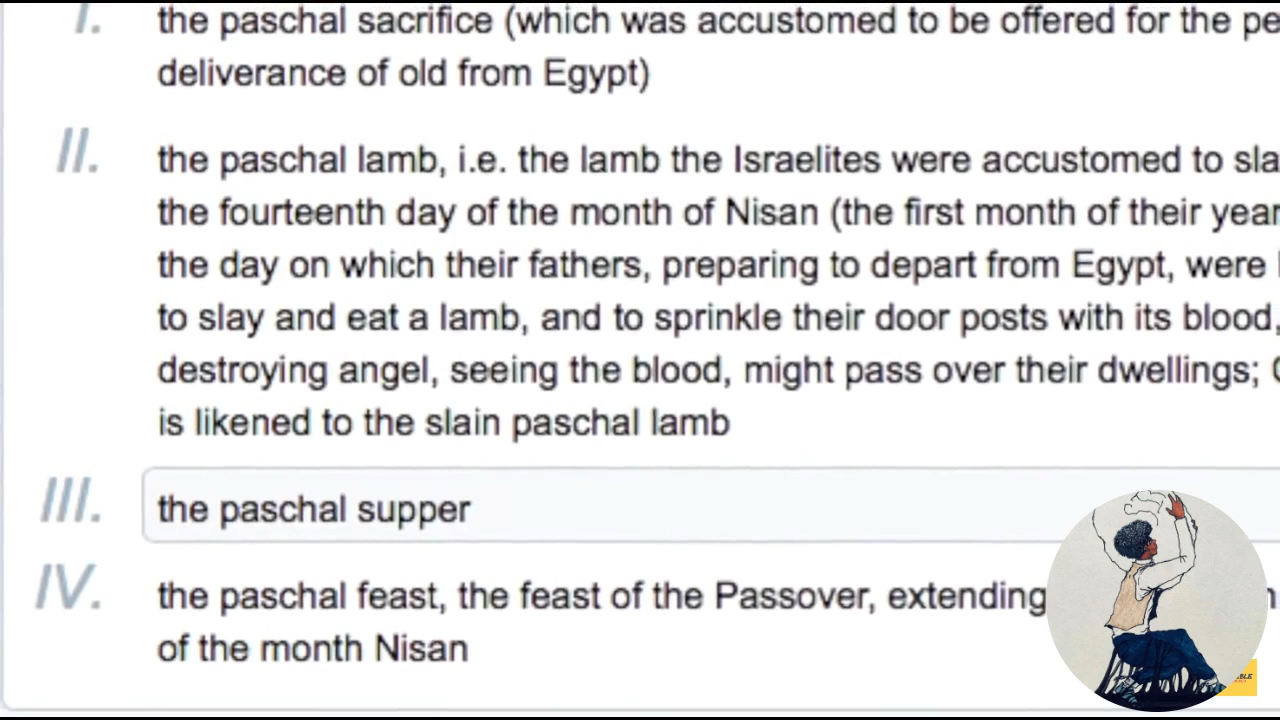 I. the paschal sacrifice (which was accustomed to be offered for the
deliverance of old from Egypt)
II. the paschal lamb, i.e. the lamb the Israelites were accustomed to
the fourteenth day of the month of Nisan (the first month of their year
the day on which their fathers, preparing to depart from Egypt, were
to slay and eat a lamb, and to sprinkle their door posts with its blood,
destroying angel, seeing the blood, might pass over their dwellings;
is likened to the slain paschal lamb
III. the paschal supper
IV. the paschal feast, the feast of the Passover, extending
of the month Nisan